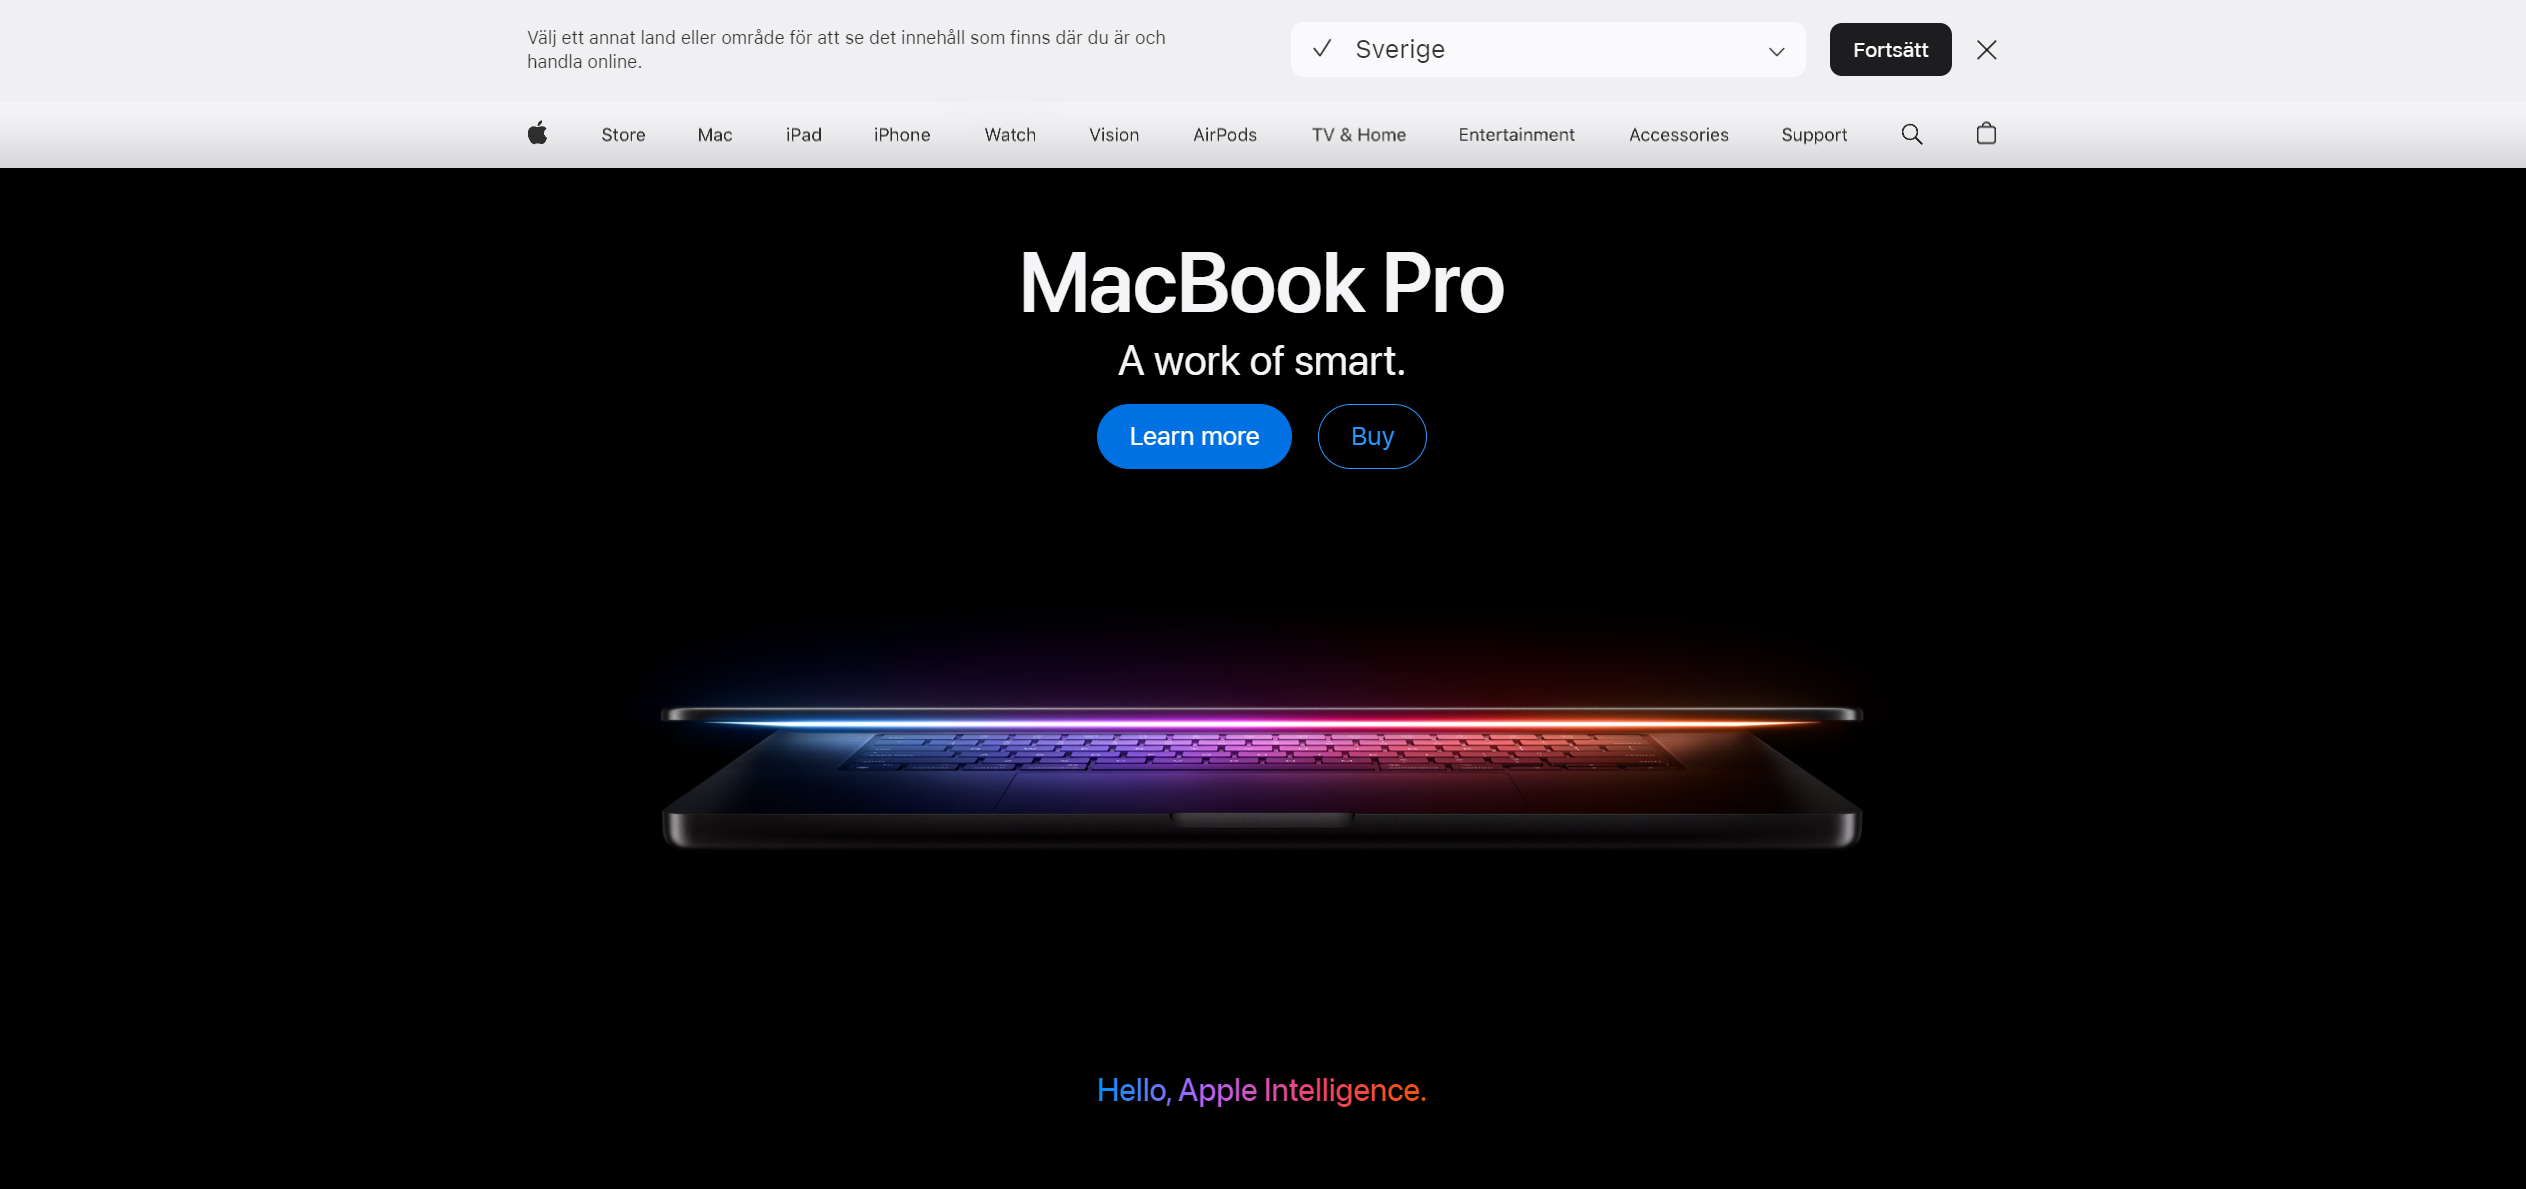 Välj ett annat land eller område för att se det innehåll som finns där du är och
handla online.
Sverige
Fortsätt
Store Mac iPad iPhone Watch Vision AirPods TV & Home Entertainment Accessories Support
MacBook Pro
A work of smart.
Learn more Buy
Hello, Apple Intelligence.